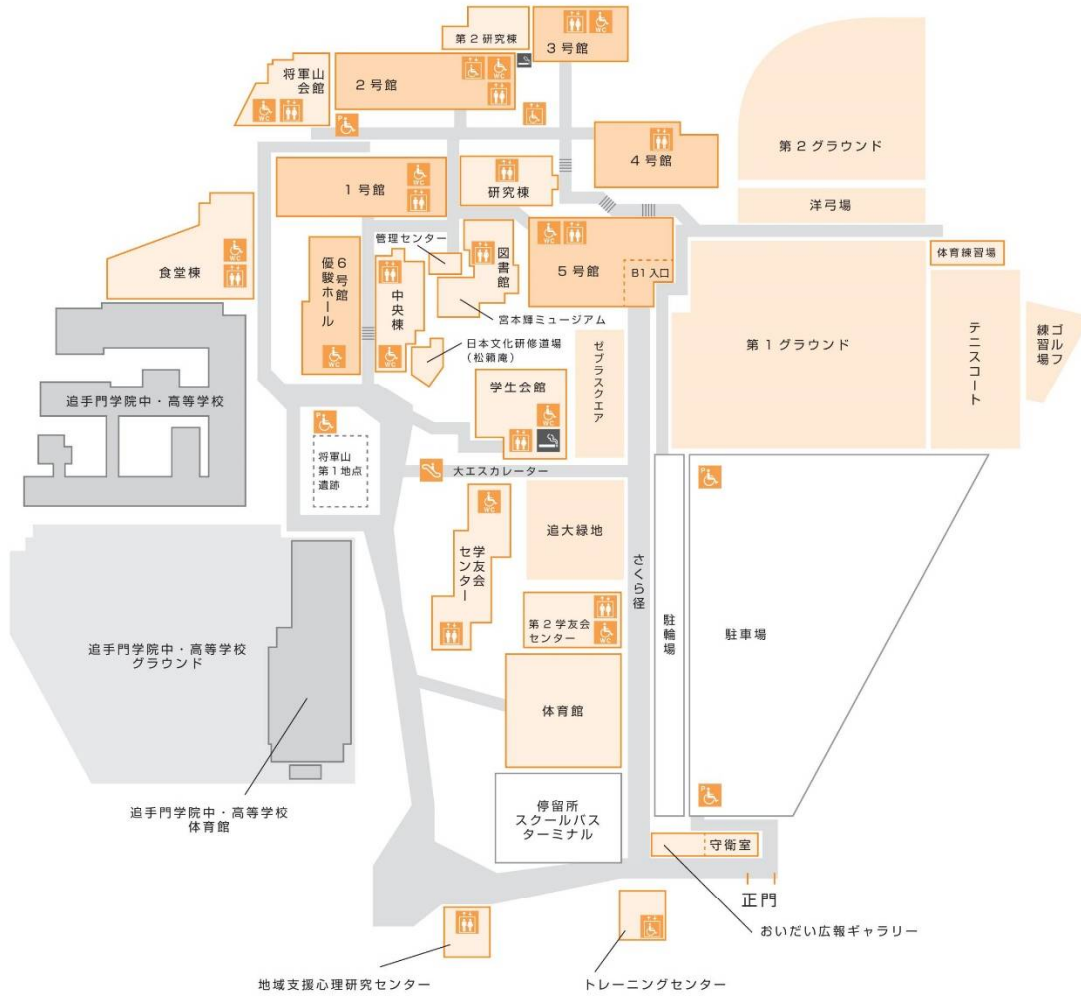 第2研究棟
3号館
将軍山
会館
WC
2号館
WC
WC
P
第2グラウンド
4号館
1号館
WC
研究棟
洋弓場
食堂棟
WC
管理センター
図書館
5号館
WC
B1入口
体育練習場
6号館
優駿ホール
WC
中央棟
WC
宮本輝ミュージアム
日本文化研修道場
(松籟庵)
ゼブラスクエア
第1グラウンド
テニスコート
ゴルフ
練習場
追手門学院中・高等学校
学生会館
WC
P
将軍山
第1地点
遺跡
大エスカレーター
P
WC
学友会
センター
追大緑地
さくら径
第2学友会
センター
WC
駐輪場
駐車場
追手門学院中・高等学校
グラウンド
体育館
追手門学院中・高等学校
体育館
停留所
スクールバス
ターミナル
P
守衛室
正門
おいだい広報ギャラリー
地域支援心理研究センター
トレーニングセンター